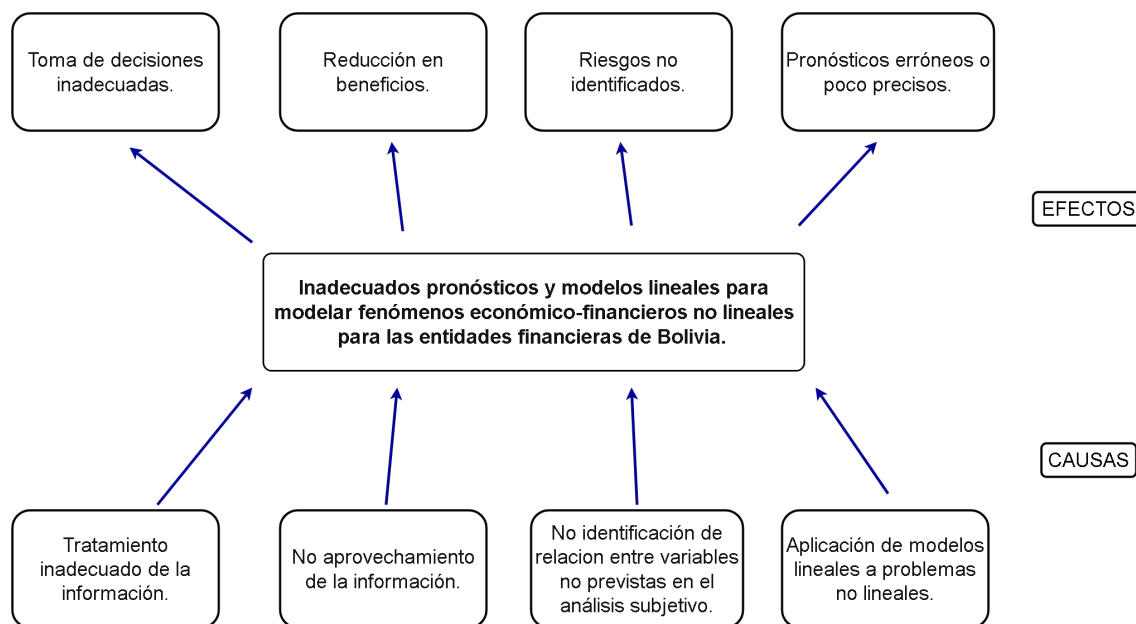 Toma de decisiones
inadecuadas.
Reducción en
beneficios.
Riesgos no
identificados.
Pronósticos erróneos o
poco precisos.
EFECTOS
Inadecuados pronósticos y modelos lineales para
modelar fenómenos económico-financieros no lineales
para las entidades financieras de Bolivia.
CAUSAS
Tratamiento
inadecuado de la
información.
No aprovechamiento
de la información.
No identificación de
relacion entre variables
no previstas en el
análisis subjetivo.
Aplicación de modelos
lineales a problemas
no lineales.